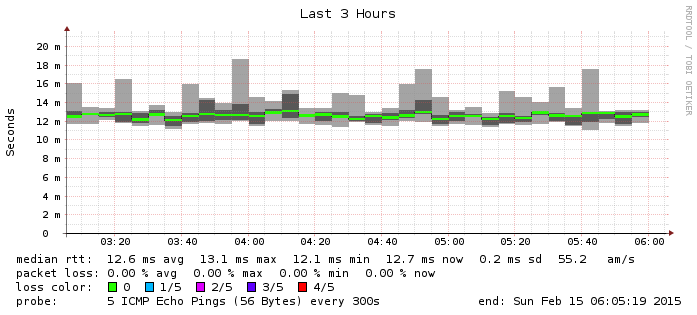 Last 3 Hours
RRDTOOL / TOBI OETIKER
Seconds
20 m
18 m
16 m
14 m
12 m
10 m
8 m
6 m
4 m
2 m
0
03:20 03:40 04:00 04:20 04:40 05:00 05:20 05:40 06:00
median rtt: 12.6 ms avg 13.1 ms max 12.1 ms min 12.7 ms now 0.2 ms sd 55.2 am/s
packet loss: 0.00 % avg 0.00 % max 0.00 % min 0.00 % now
loss color: 0 1/5 2/5 3/5 4/5
probe: 5 ICMP Echo Pings (56 Bytes) every 300s end: Sun Feb 15 06:05:19 2015